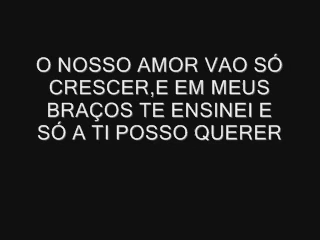 O NOSSO AMOR VAO SÓ
CRESCER,E EM MEUS
BRAÇOS TE ENSINEI E
SÓ A TI POSSO QUERER